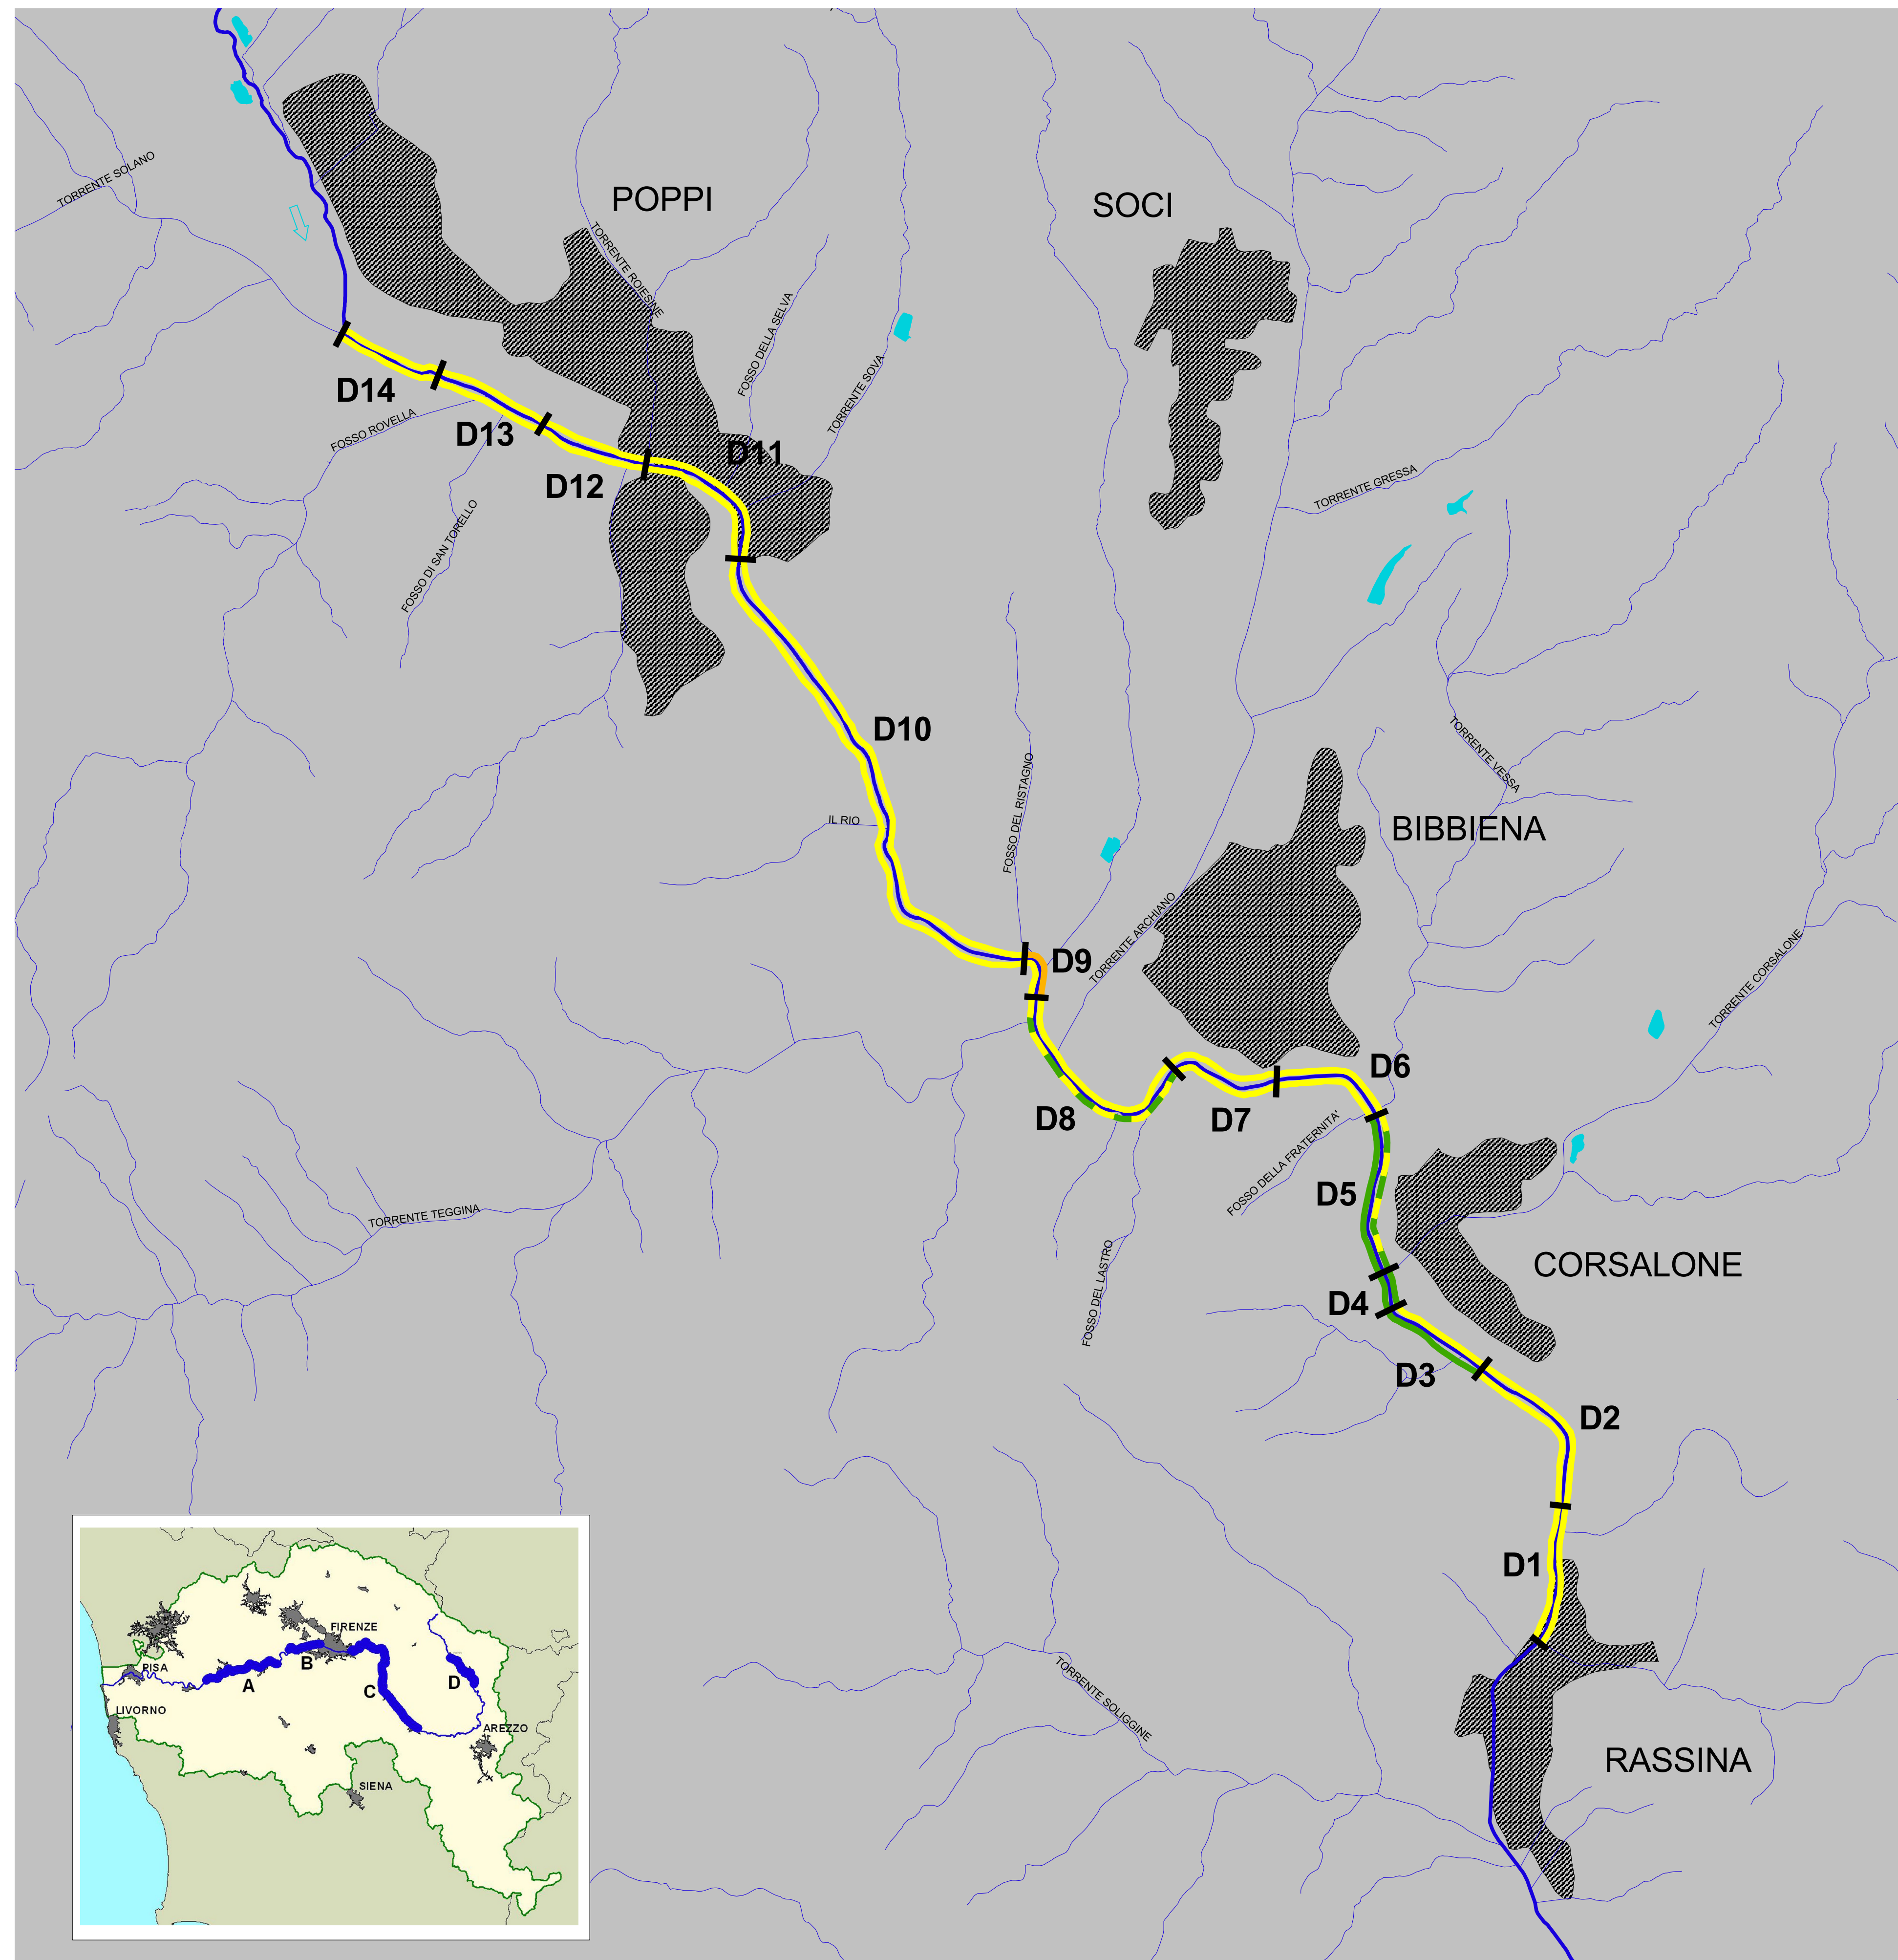 TORRENTE SOLANO
POPPI
SOCI
TORRENTE ROIESINE
FOSSO DELLA SELVA
TORRENTE SOVA
D14
FOSSO ROVELLA
D13
D11
D12
TORRENTE GRESSA
FOSSO DI SAN TORELLO
D10
TORRENTE VESSA
FOSSO DEL RISTAGNO
IL RIO
BIBBIENA
TORRENTE ARCHIANO
D9
TORRENTE CORSALONE
D6
D8
D7
FOSSO DELLA FRATERNITA'
D5
TORRENTE TEGGINA
CORSALONE
FOSSO DEL LASTRO
D4
D3
D2
D1
TORRENTE SOLIGGINE
RASSINA
FIRENZE
B
PISA
A
C
D
LIVORNO
AREZZO
SIENA